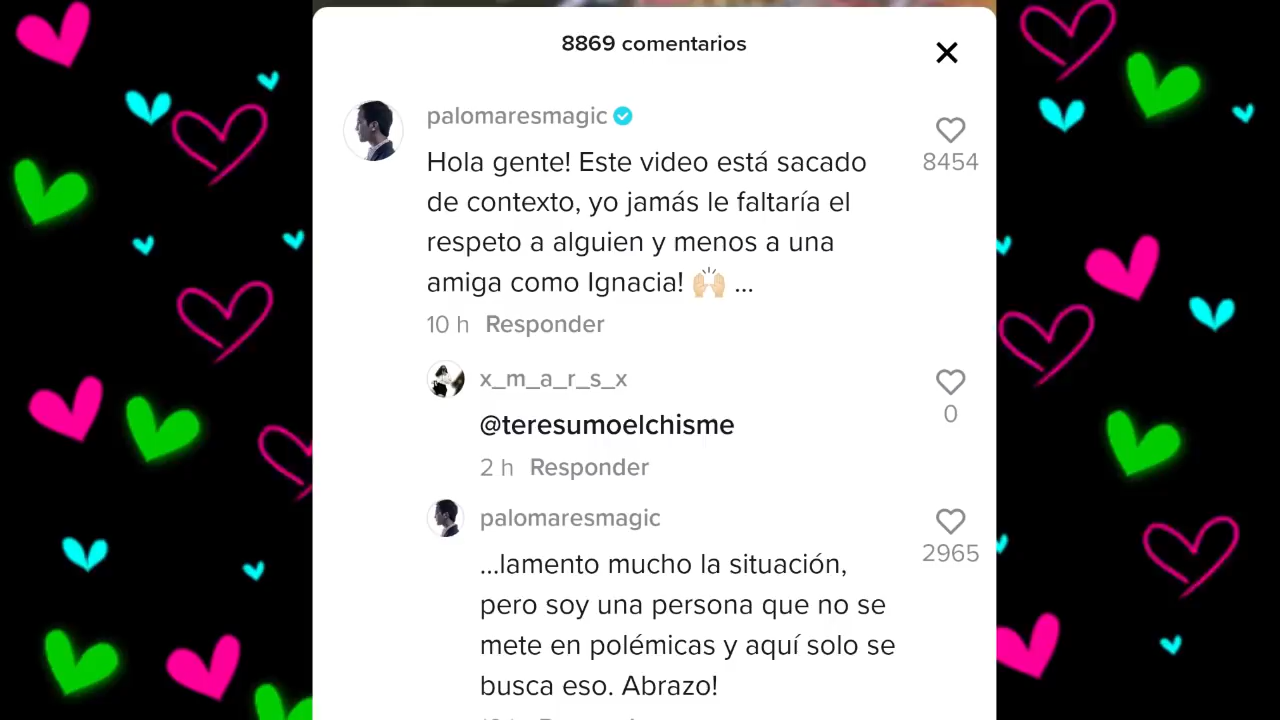 8869 comentarios
palomaresmagic
Hola gente! Este video está sacado
de contexto, yo jamás le faltaría el
respeto a alguien y menos a una
amiga como Ignacia! 🙌🏻 ...
8454
10 h Responder
x_m_a_r_s_x
@teresumoelchisme
0
2 h Responder
palomaresmagic
...lamento mucho la situación,
pero soy una persona que no se
mete en polémicas y aquí solo se
busca eso. Abrazo!
2965